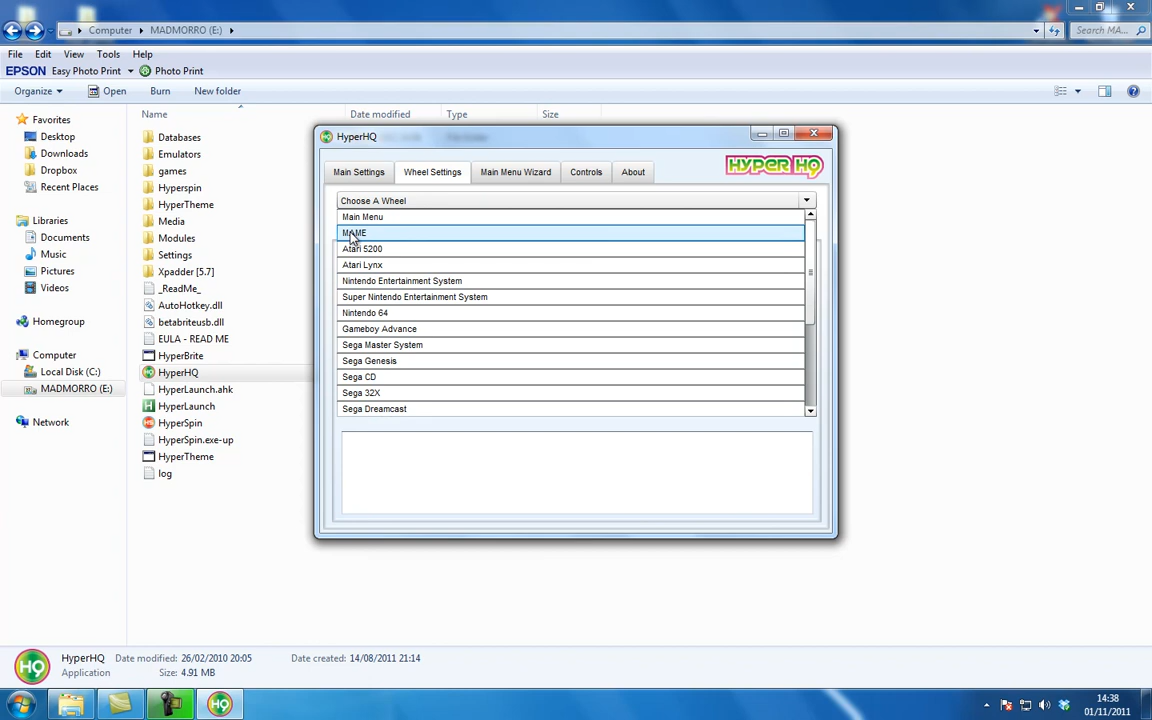 Computer
MADMORRO (E:)
Search MA...
File Edit View Tools Help
EPSON Easy Photo Print Photo Print
Organize Open Burn New folder
Name Date modified Type Size
Favorites
Desktop
Downloads
Dropbox
Recent Places
Libraries
Documents
Music
Pictures
Videos
Homegroup
Computer
Local Disk (C:)
MADMORRO (E:)
Network
Databases
Emulators
games
Hyperspin
HyperTheme
Media
Modules
Settings
Xpadder [5.7]
_ReadMe_
AutoHotkey.dll
betabriteusb.dll
EULA - READ ME
HyperBrite
HyperHQ
HyperLaunch.ahk
HyperLaunch
HyperSpin
HyperSpin.exe-up
HyperTheme
log
HyperHQ
Main Settings Wheel Settings Main Menu Wizard Controls About
HYPER HQ
Choose A Wheel
Main Menu
MAME
Atari 5200
Atari Lynx
Nintendo Entertainment System
Super Nintendo Entertainment System
Nintendo 64
Gameboy Advance
Sega Master System
Sega Genesis
Sega CD
Sega 32X
Sega Dreamcast
HQ
HyperHQ Date modified: 26/02/2010 20:05 Date created: 14/08/2011 21:14
Application Size: 4.91 MB
14:38
01/11/2011